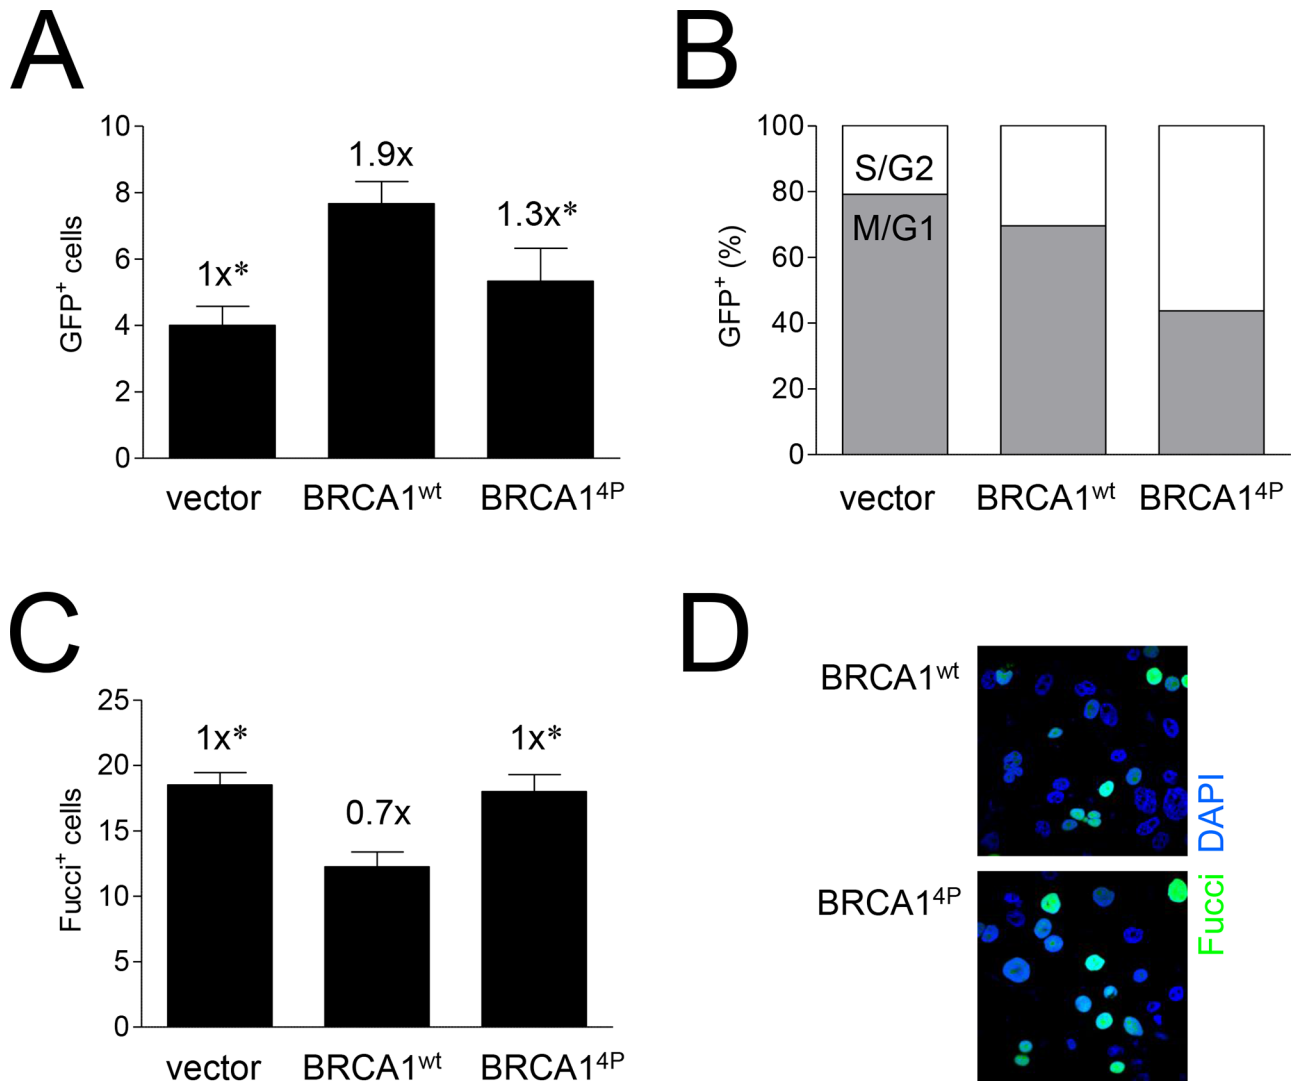 A
10
8
6
4
2
0
GFP⁺ cells
1x*
1.9x
1.3x*
vector
BRCA1ʷᵗ
BRCA1⁴ᴾ
B
100
80
60
40
20
0
GFP⁺ (%)
S/G2
M/G1
vector
BRCA1ʷᵗ
BRCA1⁴ᴾ
C
25
20
15
10
5
0
Fucci⁺ cells
1x*
0.7x
1x*
vector
BRCA1ʷᵗ
BRCA1⁴ᴾ
D
BRCA1ʷᵗ
BRCA1⁴ᴾ
Fucci DAPI